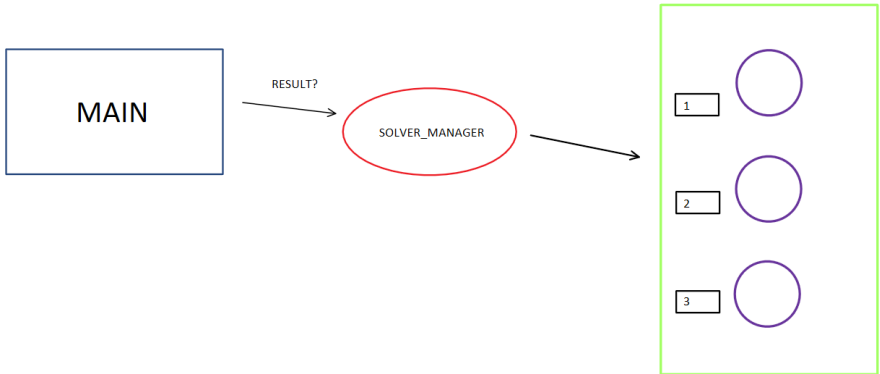 MAIN
RESULT?
SOLVER_MANAGER
1
2
3